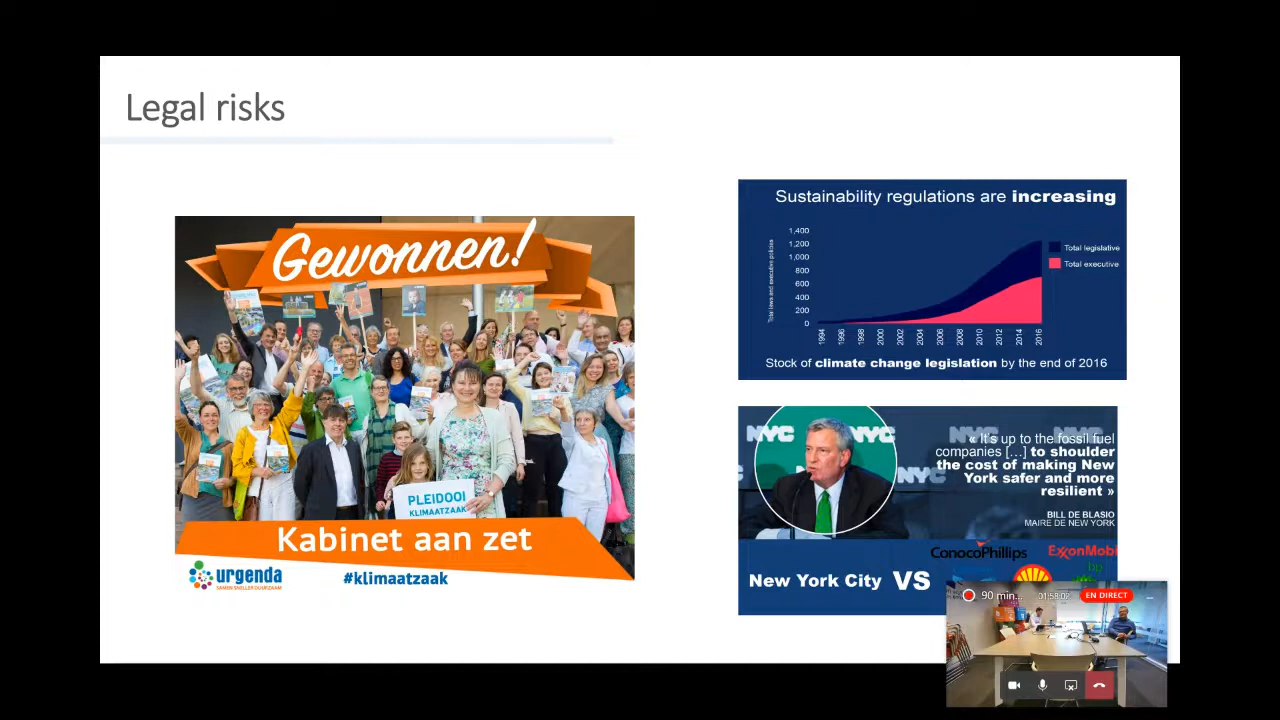 Legal risks
Gewonnen!
PLEIDOOI
KLIMAATZAAK
Kabinet aan zet
urgenda
SAMEN SNELLER DUURZAAM
#klimaatzaak
Sustainability regulations are increasing
Total laws and executive policies
1,400
1,200
1,000
800
600
400
200
0
1994
1996
1998
2000
2002
2004
2006
2008
2010
2012
2014
2016
Total legislative
Total executive
Stock of climate change legislation by the end of 2016
NYC
NYC
NYC
NYC
« It's up to the fossil fuel
companies [...] to shoulder
the cost of making New
York safer and more
resilient »
BILL DE BLASIO
MAIRE DE NEW YORK
New York City VS
ConocoPhillips
ExxonMobi
bp
90 min...
01:58:02
EN DIRECT